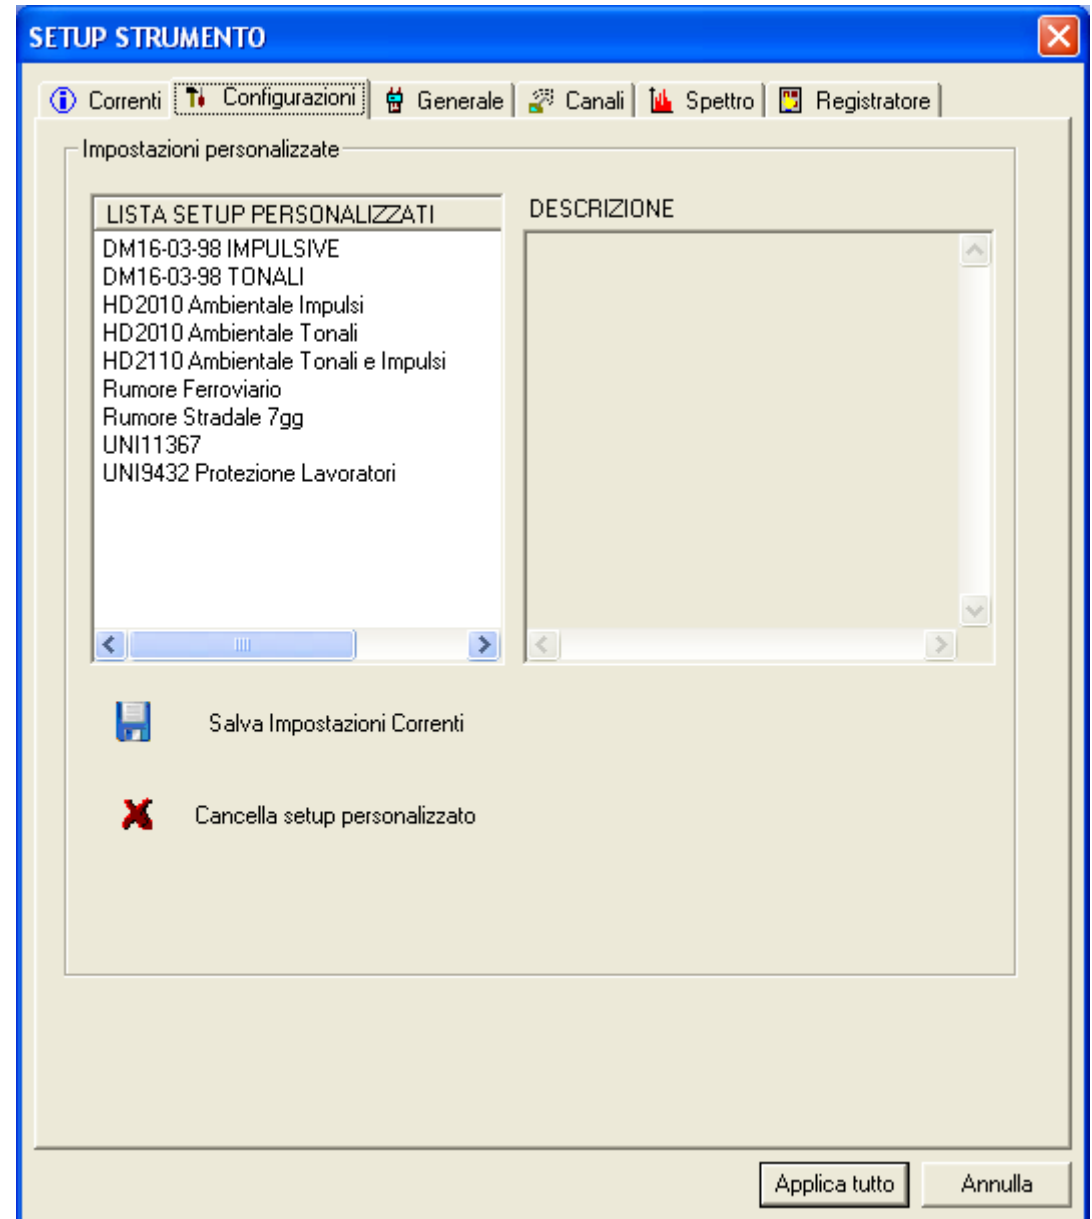 SETUP STRUMENTO
Correnti Configurazioni Generale Canali Spettro Registratore
Impostazioni personalizzate
LISTA SETUP PERSONALIZZATI
DM16-03-98 IMPULSIVE
DM16-03-98 TONALI
HD2010 Ambientale Impulsi
HD2010 Ambientale Tonali
HD2110 Ambientale Tonali e Impulsi
Rumore Ferroviario
Rumore Stradale 7gg
UNI11367
UNI9432 Protezione Lavoratori
DESCRIZIONE
Salva Impostazioni Correnti
Cancella setup personalizzato
Applica tutto Annulla